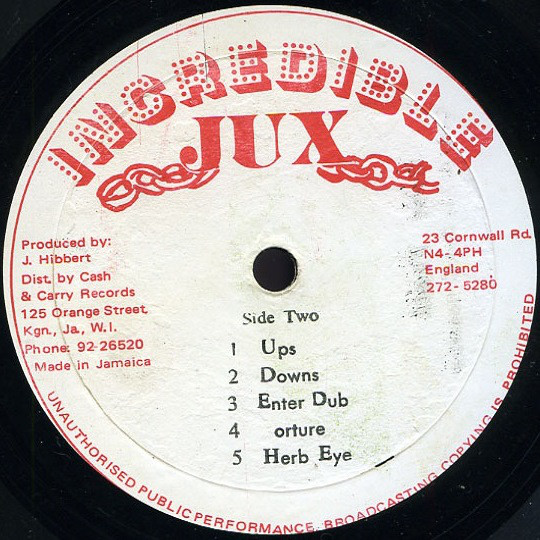 INCREDIBLE
JUX
Produced by:
J. Hibbert
Dist. by Cash
& Carry Records
125 Orange Street,
Kgn., Ja., W.I.
Phone: 92-26520
Made in Jamaica
23 Cornwall Rd.
N4-4PH
England
272-5280
Side Two
1 Ups
2 Downs
3 Enter Dub
4 orture
5 Herb Eye
UNAUTHORISED PUBLIC PERFORMANCE, BROADCASTING COPYING IS PROHIBITED